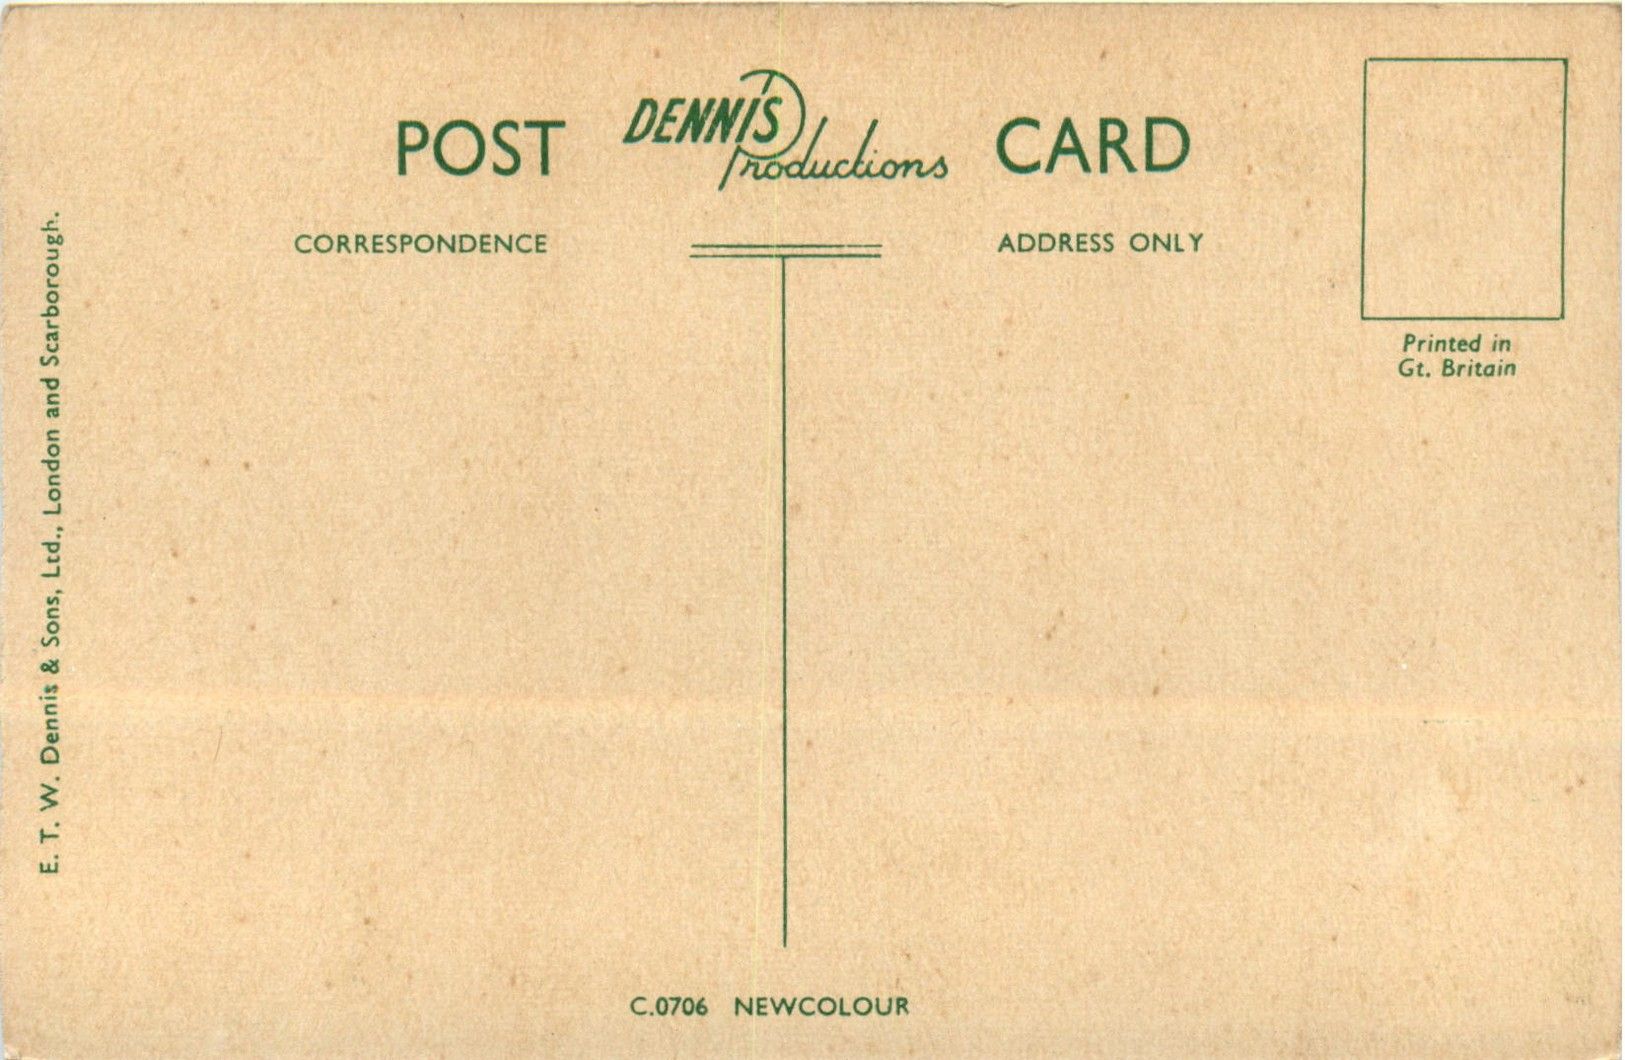 POST DENNIS Productions CARD
CORRESPONDENCE
ADDRESS ONLY
Printed in
Gt. Britain
E. T. W. Dennis & Sons, Ltd., London and Scarborough.
C.0706 NEWCOLOUR